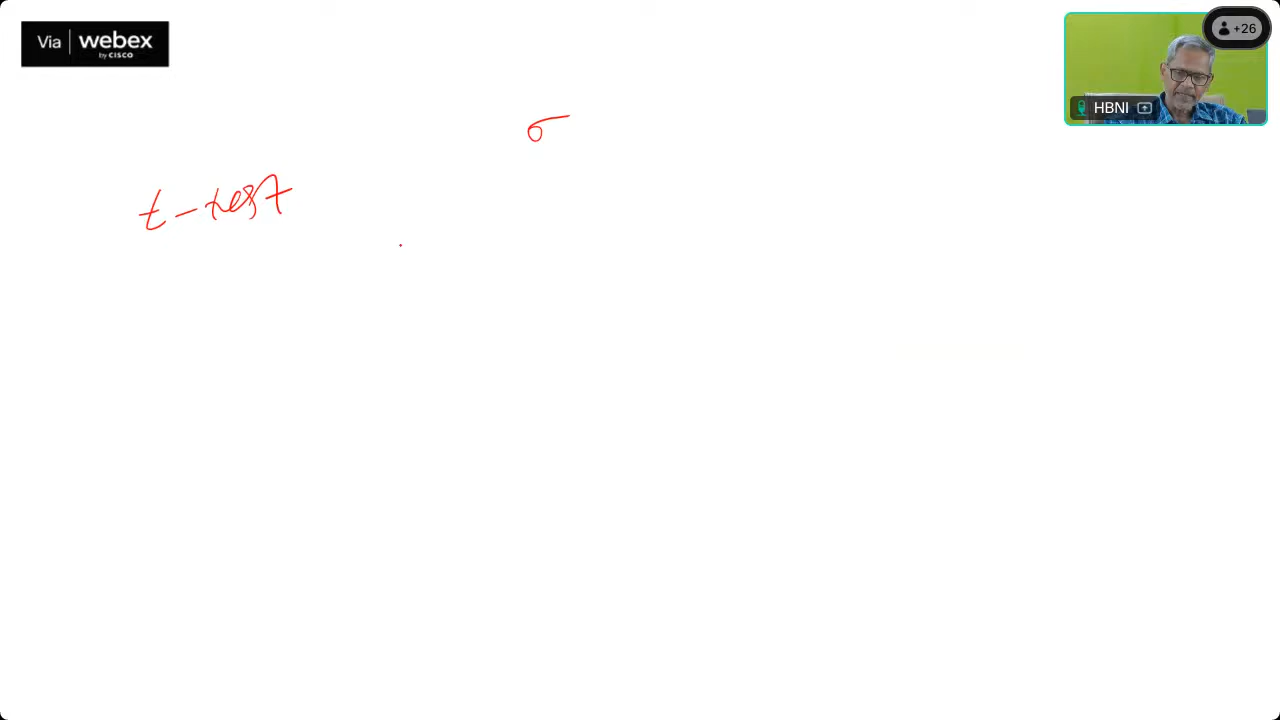 Via webex
by CISCO
+26
HBNI
σ
t-test